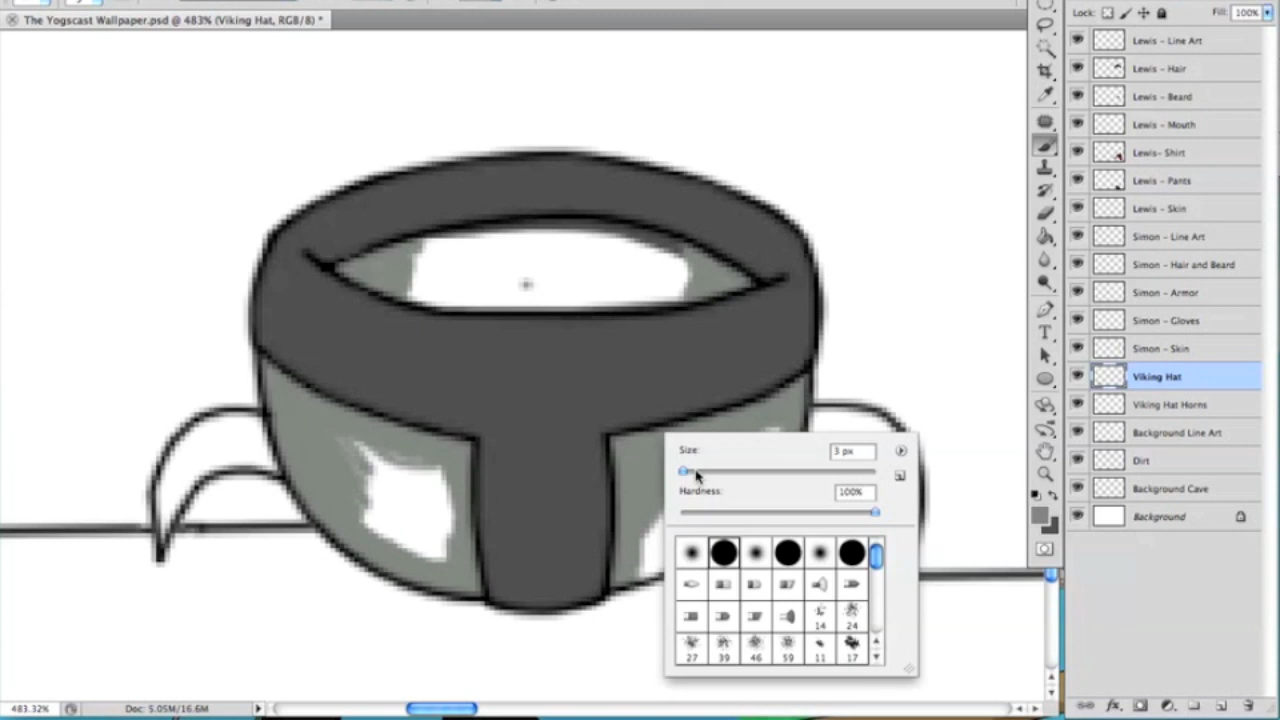 The Yogscast Wallpaper.psd @ 483% (Viking Hat, RGB/8) *
Lock: Fill: 100%
Lewis - Line Art
Lewis - Hair
Lewis - Beard
Lewis - Mouth
Lewis- Shirt
Lewis - Pants
Lewis - Skin
Simon - Line Art
Simon - Hair and Beard
Simon - Armor
Simon - Gloves
Simon - Skin
Viking Hat
Viking Hat Horns
Background Line Art
Dirt
Background Cave
Background
Size: 3 px
Hardness: 100%
14 24
27 39 46 59 11 17
483.32% Doc: 5.05M/16.6M